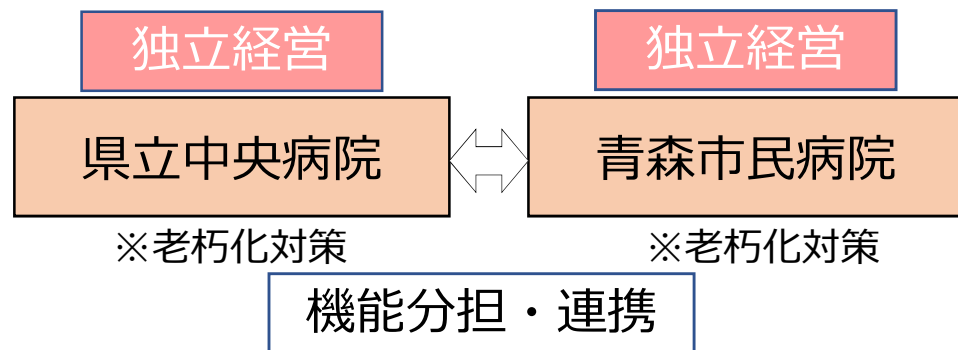 独立経営
独立経営
県立中央病院
青森市民病院
※老朽化対策
※老朽化対策
機能分担・連携